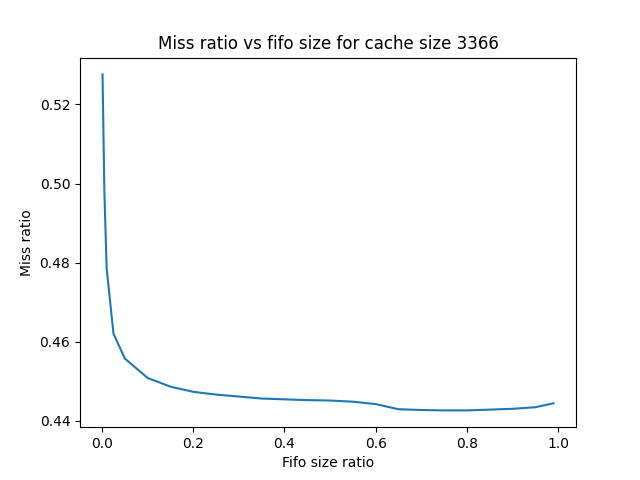 Miss ratio vs fifo size for cache size 3366
0.52
0.50
0.48
0.46
0.44
Miss ratio
0.0 0.2 0.4 0.6 0.8 1.0
Fifo size ratio